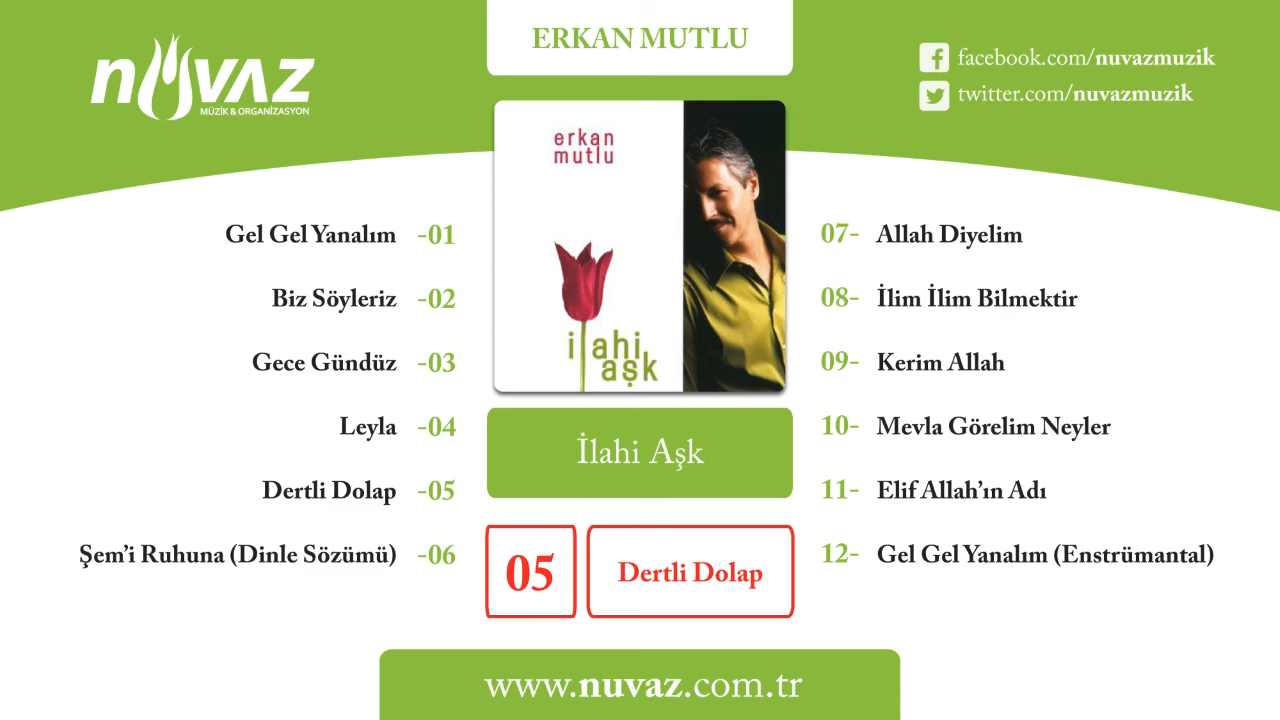 nuvaz
MÜZİK & ORGANİZASYON
ERKAN MUTLU
facebook.com/nuvazmuzik
twitter.com/nuvazmuzik
erkan
mutlu
ilahi
aşk
Gel Gel Yanalım -01
Biz Söyleriz -02
Gece Gündüz -03
Leyla -04
Dertli Dolap -05
Şem'i Ruhuna (Dinle Sözümü) -06
İlahi Aşk
05 Dertli Dolap
07- Allah Diyelim
08- İlim İlim Bilmektir
09- Kerim Allah
10- Mevla Görelim Neyler
11- Elif Allah'ın Adı
12- Gel Gel Yanalım (Enstrümantal)
www.nuvaz.com.tr